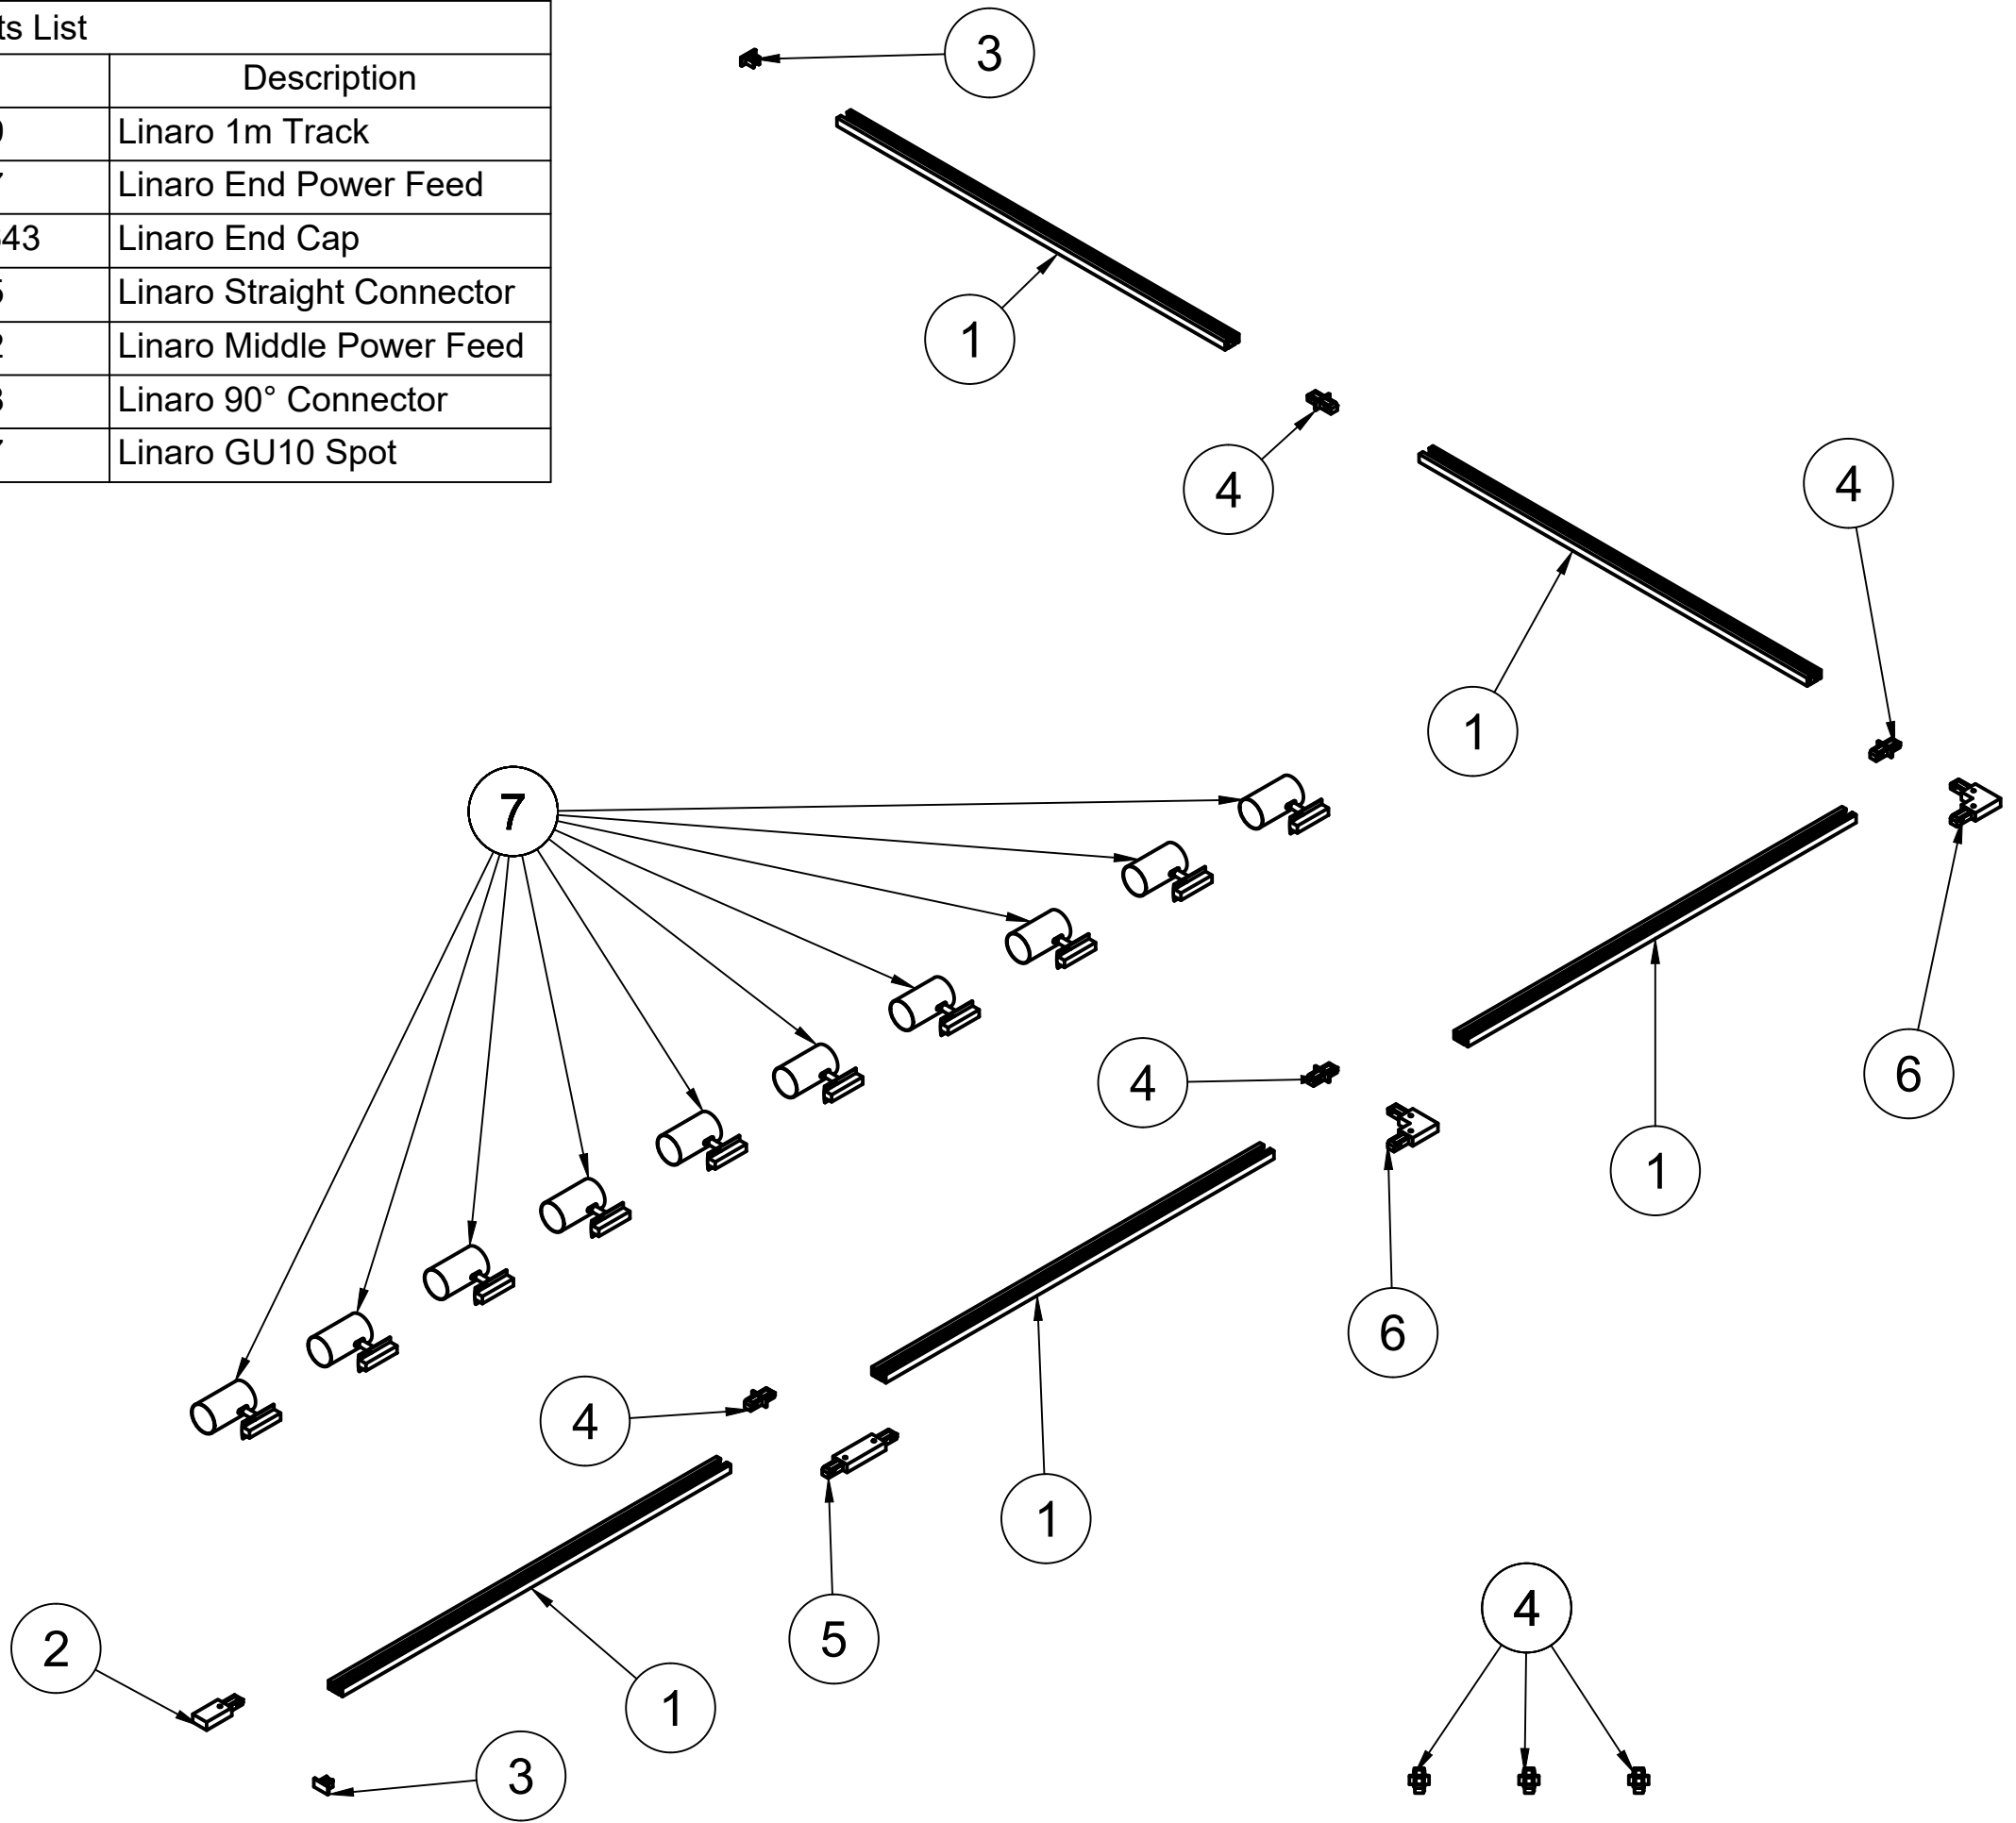 ts List
Description
Linaro 1m Track
Linaro End Power Feed
43 Linaro End Cap
Linaro Straight Connector
Linaro Middle Power Feed
Linaro 90° Connector
Linaro GU10 Spot
3
1
4
4
1
7
6
4
1
6
4
1
5
4
2
1
3